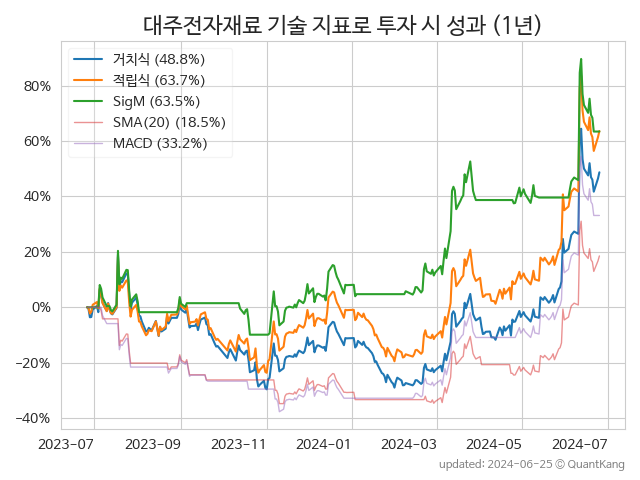 대주전자재료 기술 지표로 투자 시 성과 (1년)
거치식 (48.8%)
적립식 (63.7%)
SigM (63.5%)
SMA(20) (18.5%)
MACD (33.2%)
80%
60%
40%
20%
0%
−20%
−40%
2023-07 2023-09 2023-11 2024-01 2024-03 2024-05 2024-07
updated: 2024-06-25 ⓒ QuantKang